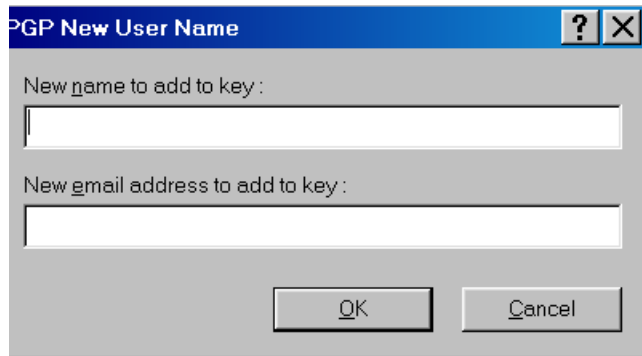 PGP New User Name
New name to add to key :
New email address to add to key :
OK
Cancel